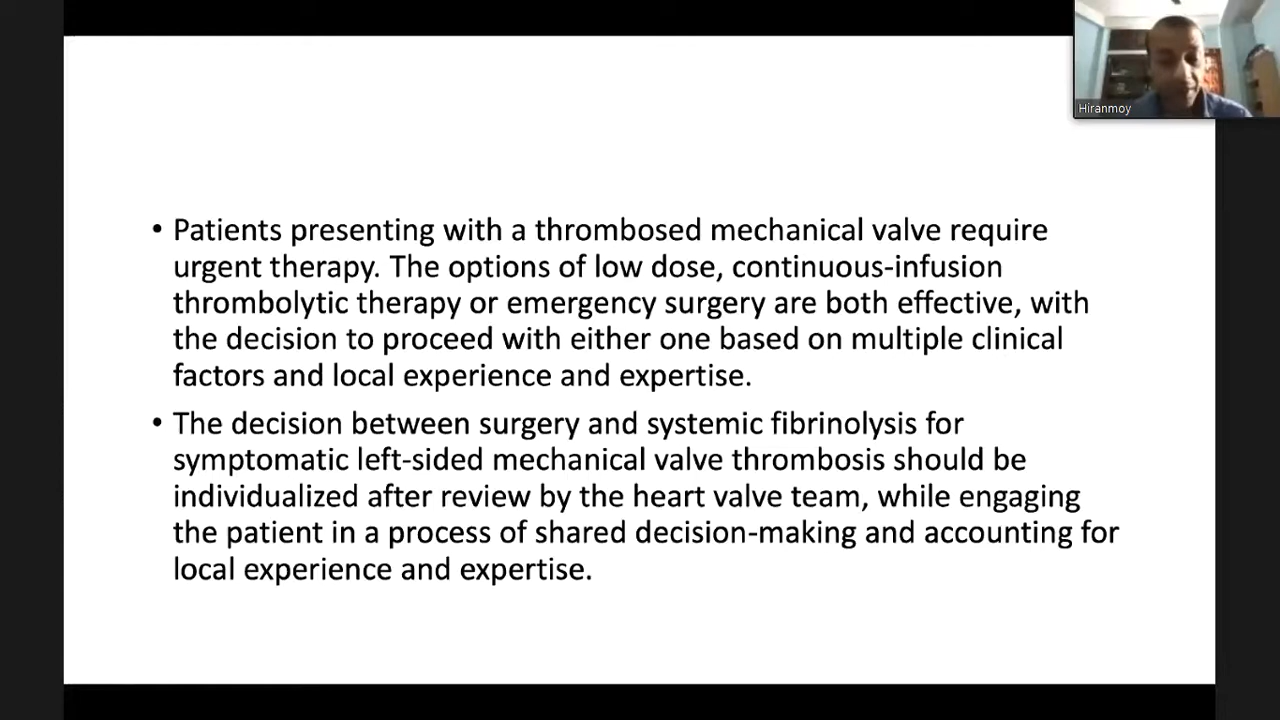 Hiranmoy
• Patients presenting with a thrombosed mechanical valve require
urgent therapy. The options of low dose, continuous-infusion
thrombolytic therapy or emergency surgery are both effective, with
the decision to proceed with either one based on multiple clinical
factors and local experience and expertise.
• The decision between surgery and systemic fibrinolysis for
symptomatic left-sided mechanical valve thrombosis should be
individualized after review by the heart valve team, while engaging
the patient in a process of shared decision-making and accounting for
local experience and expertise.